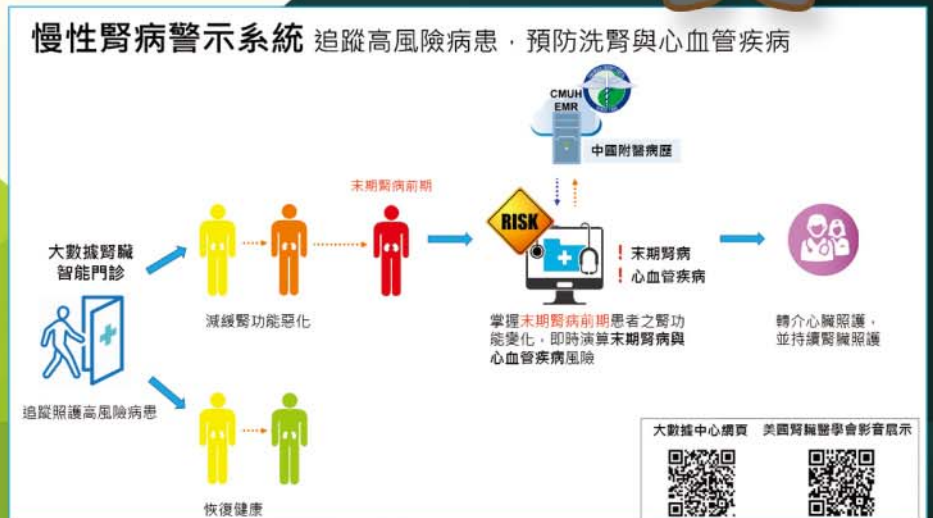 慢性腎病警示系統 追蹤高風險病患，預防洗腎與心血管疾病
CMUH
EMR
中國附醫病歷
末期腎病前期
RISK
大數據腎臟
智能門診
! 末期腎病
! 心血管疾病
減緩腎功能惡化
掌握末期腎病前期患者之腎功
能變化，即時演算末期腎病與
心血管疾病風險
轉介心臟照護，
並持續腎臟照護
追蹤照護高風險病患
恢復健康
大數據中心網頁 美國腎臟醫學會影音展示